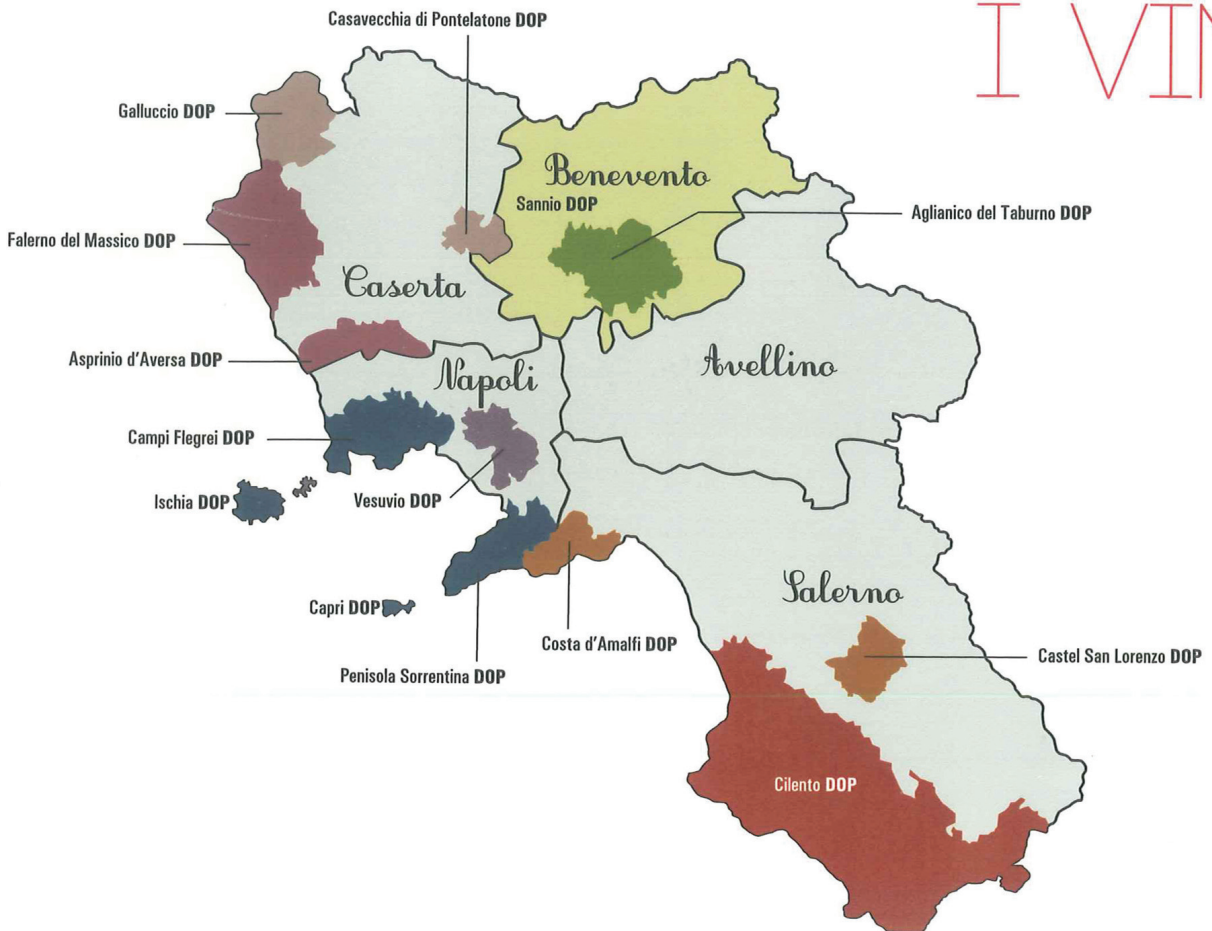 I VIN
Casavecchia di Pontelatone DOP
Galluccio DOP
Benevento
Sannio DOP
Aglianico del Taburno DOP
Falerno del Massico DOP
Caserta
Asprinio d'Aversa DOP
Napoli
Avellino
Campi Flegrei DOP
Ischia DOP
Vesuvio DOP
Salerno
Capri DOP
Costa d'Amalfi DOP
Castel San Lorenzo DOP
Penisola Sorrentina DOP
Cilento DOP